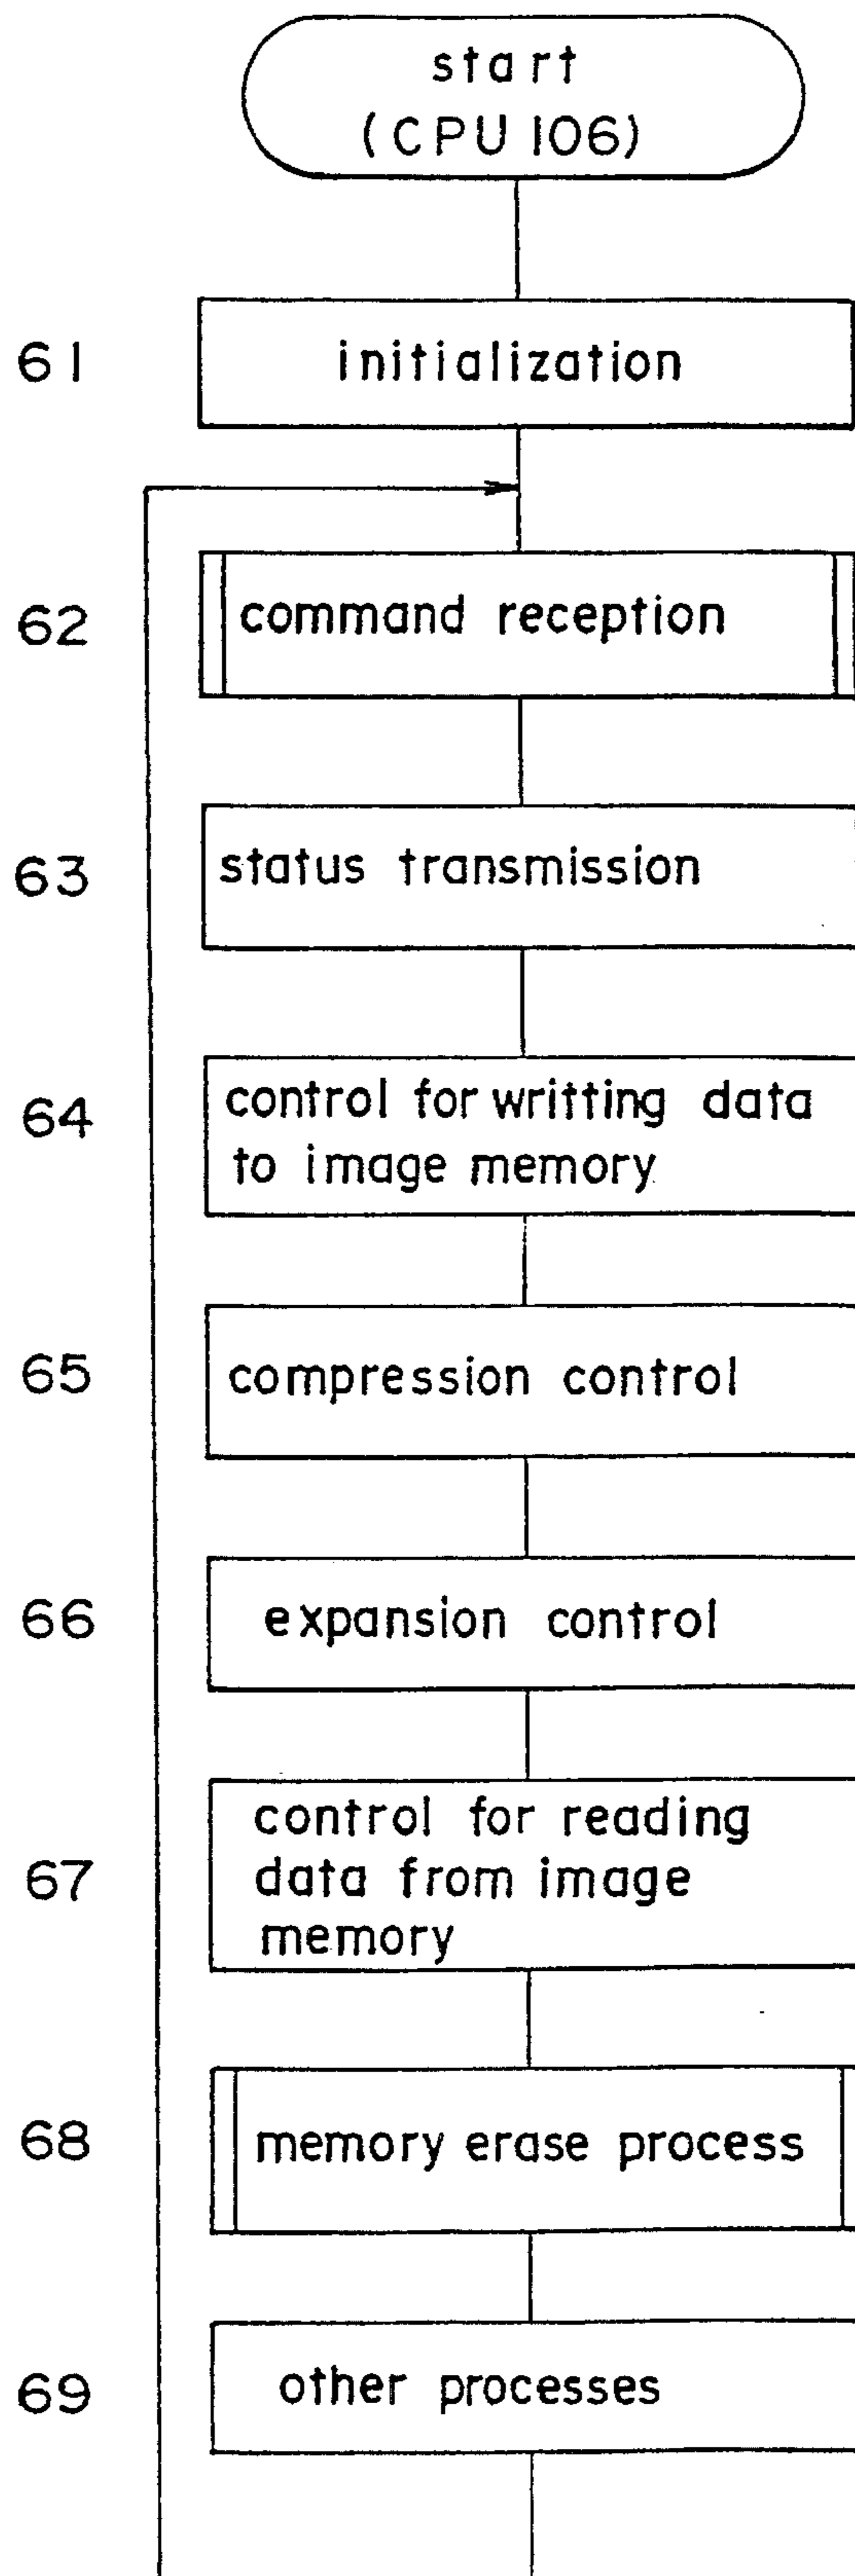 start
(CPU 106)
61
initialization
62
command reception
63
status transmission
64
control for writting data
to image memory
65
compression control
66
expansion control
67
control for reading
data from image
memory
68
memory erase process
69
other processes